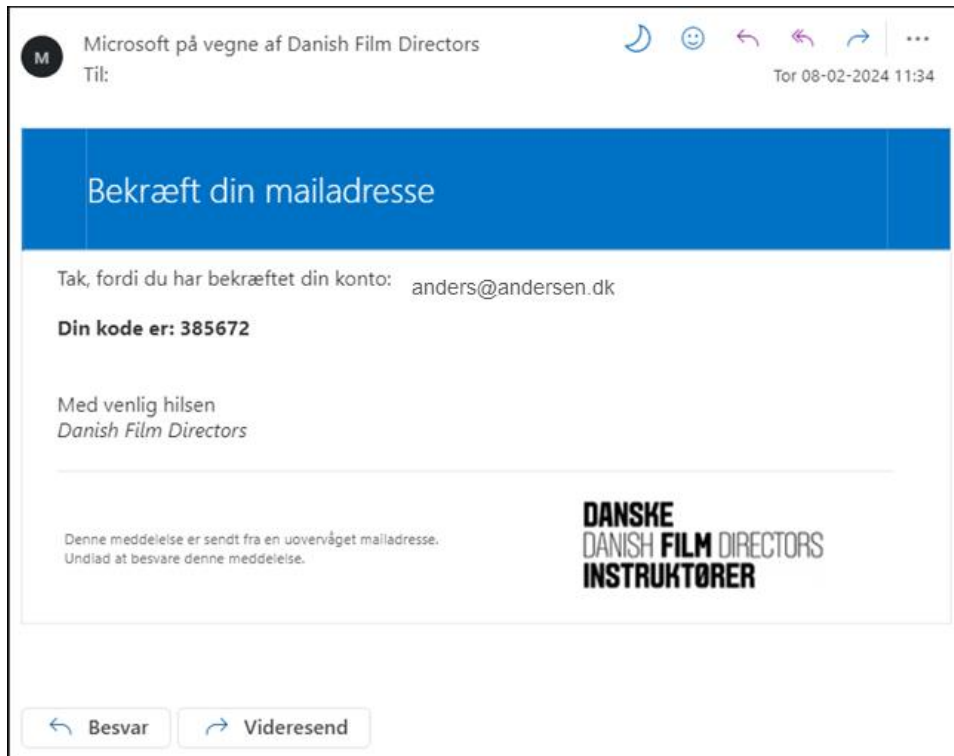 M
Microsoft på vegne af Danish Film Directors
Til:
Tor 08-02-2024 11:34
Bekræft din mailadresse
Tak, fordi du har bekræftet din konto: anders@andersen.dk
Din kode er: 385672
Med venlig hilsen
Danish Film Directors
Denne meddelelse er sendt fra en uovervåget mailadresse.
Undlad at besvare denne meddelelse.
DANSKE
DANISH FILM DIRECTORS
INSTRUKTØRER
Besvar
Videresend